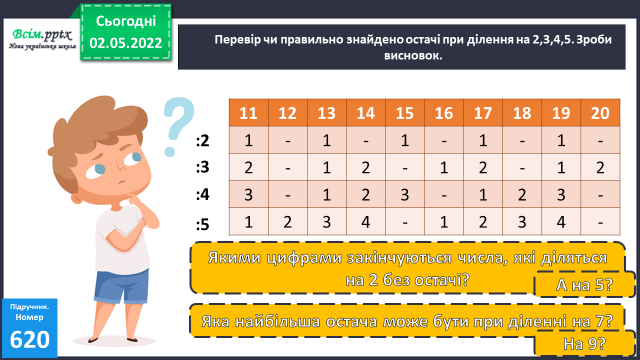 Всім.pptx
Нова українська школа
Сьогодні
02.05.2022
Перевір чи правильно знайдено остачі при ділення на 2,3,4,5. Зроби
висновок.
11 12 13 14 15 16 17 18 19 20
:2 1 - 1 - 1 - 1 - 1 -
:3 2 - 1 2 - 1 2 - 1 2
:4 3 - 1 2 3 - 1 2 3 -
:5 1 2 3 4 - 1 2 3 4 -
Якими цифрами закінчуються числа, які діляться
на 2 без остачі?
А на 5?
Яка найбільша остача може бути при діленні на 7?
На 9?
Підручник.
Номер
620